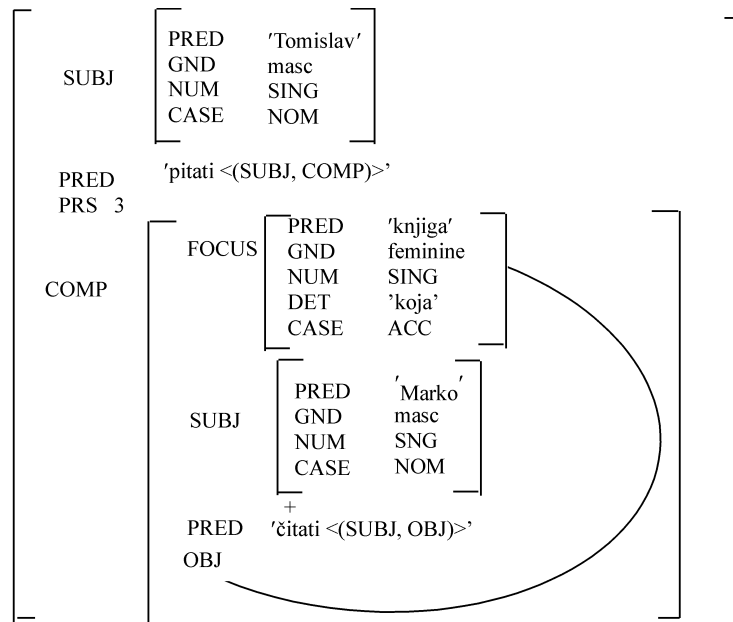 PRED 'Tomislav'
GND masc
SUBJ
NUM SING
CASE NOM
PRED 'pitati <(SUBJ, COMP)>’
PRS 3
PRED 'knjiga'
FOCUS
GND feminine
NUM SING
COMP
DET ’koja’
CASE ACC
PRED 'Marko'
SUBJ GND masc
NUM SNG
CASE NOM
+
PRED 'čitati <(SUBJ, OBJ)>’
OBJ